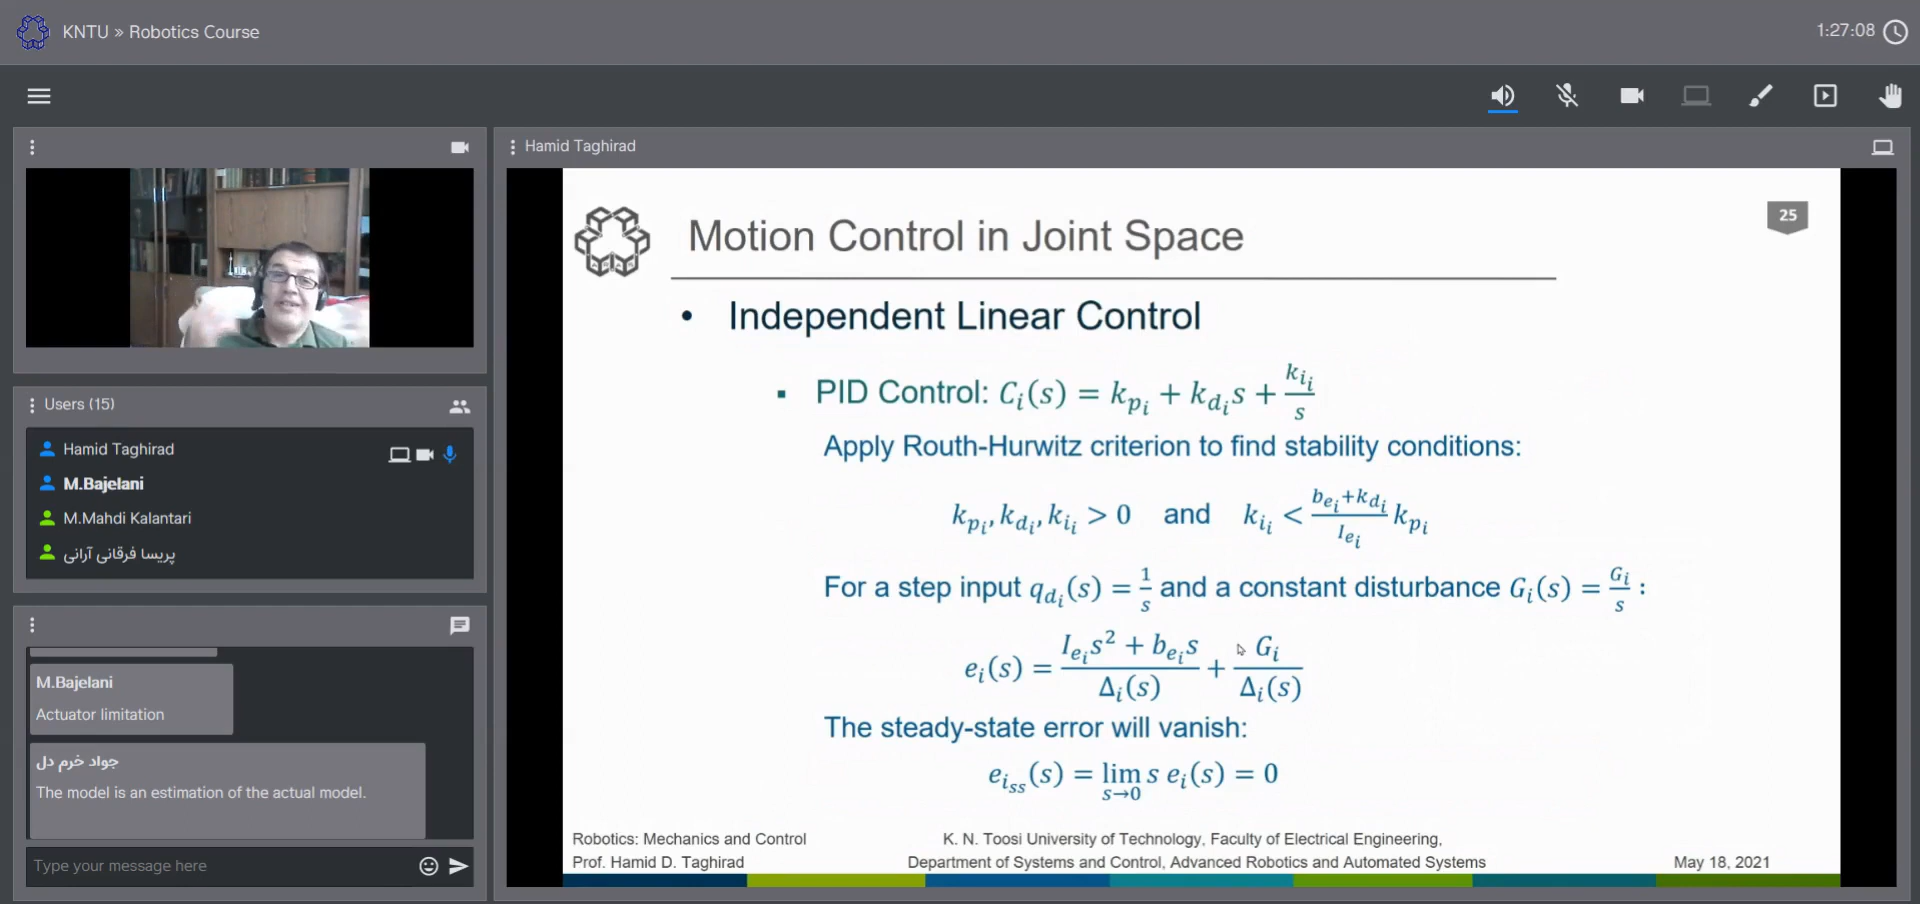 KNTU » Robotics Course
1:27:08
Hamid Taghirad
Users (15)
Hamid Taghirad
M.Bajelani
M.Mahdi Kalantari
پریسا فرقانی آرانی
M.Bajelani
Actuator limitation
جواد خرم دل
The model is an estimation of the actual model.
Type your message here
25
Motion Control in Joint Space
• Independent Linear Control
▪ PID Control: C_i(s) = k_{p_i} + k_{d_i}s + \frac{k_{i_i}}{s}
Apply Routh-Hurwitz criterion to find stability conditions:
k_{p_i}, k_{d_i}, k_{i_i} > 0 and k_{i_i} < \frac{b_{e_i}+k_{d_i}}{I_{e_i}} k_{p_i}
For a step input q_{d_i}(s) = \frac{1}{s} and a constant disturbance G_i(s) = \frac{G_i}{s} :
e_i(s) = \frac{I_{e_i}s^2 + b_{e_i}s}{Δ_i(s)} + \frac{G_i}{Δ_i(s)}
The steady-state error will vanish:
e_{i_{ss}}(s) = \lim_{s→0} s e_i(s) = 0
Robotics: Mechanics and Control
Prof. Hamid D. Taghirad
K. N. Toosi University of Technology, Faculty of Electrical Engineering,
Department of Systems and Control, Advanced Robotics and Automated Systems
May 18, 2021